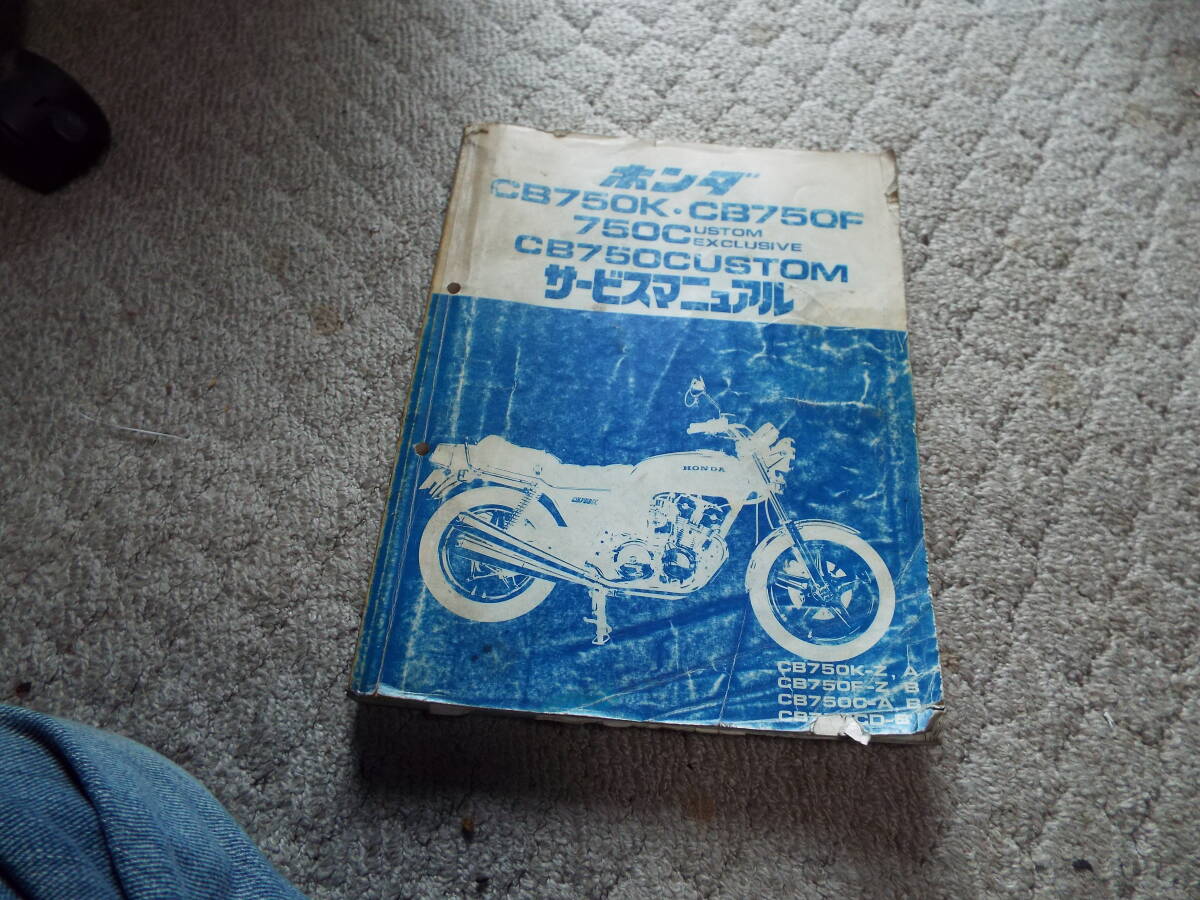 ホンダ
CB750K・CB750F
750CUSTOM
EXCLUSIVE
CB750CUSTOM
サービスマニュアル
HONDA
CB750K-Z, A
CB750F-Z, B
CB750C-A, B